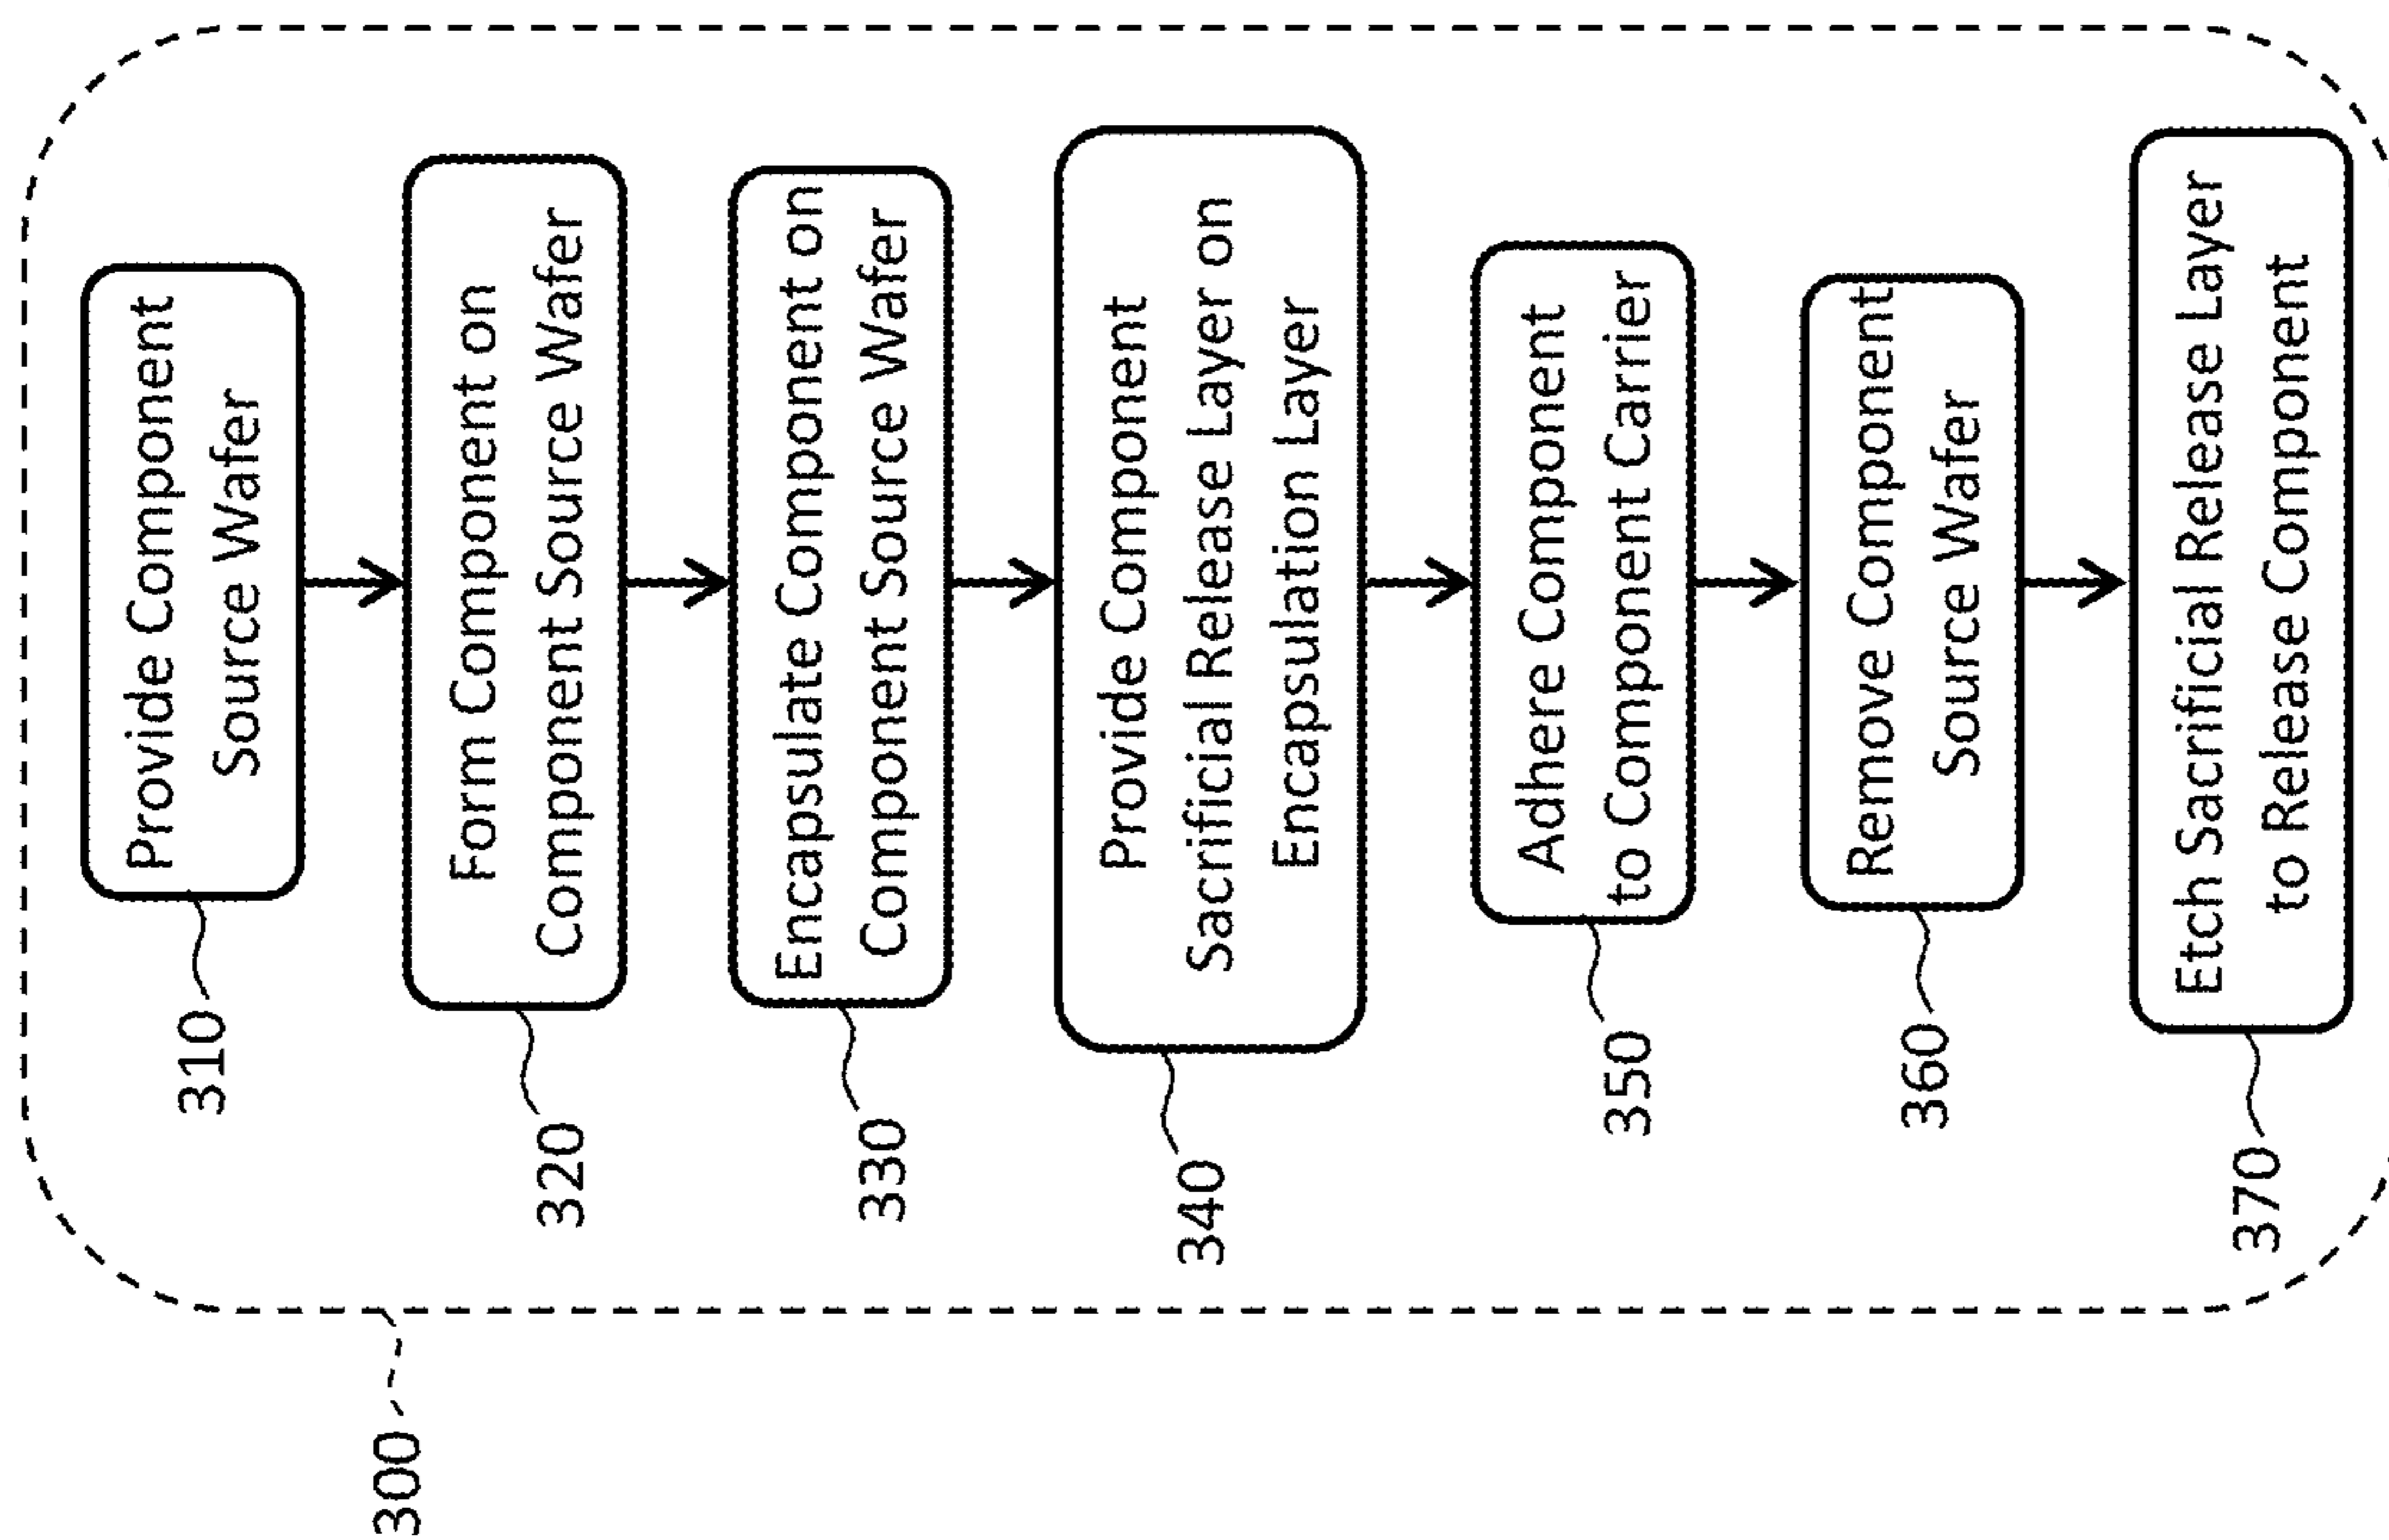 300
310
Provide Component
Source Wafer
320
Form Component on
Component Source Wafer
330
Encapsulate Component on
Component Source Wafer
340
Provide Component
Sacrificial Release Layer on
Encapsulation Layer
350
Adhere Component
to Component Carrier
360
Remove Component
Source Wafer
370
Etch Sacrificial Release Layer
to Release Component